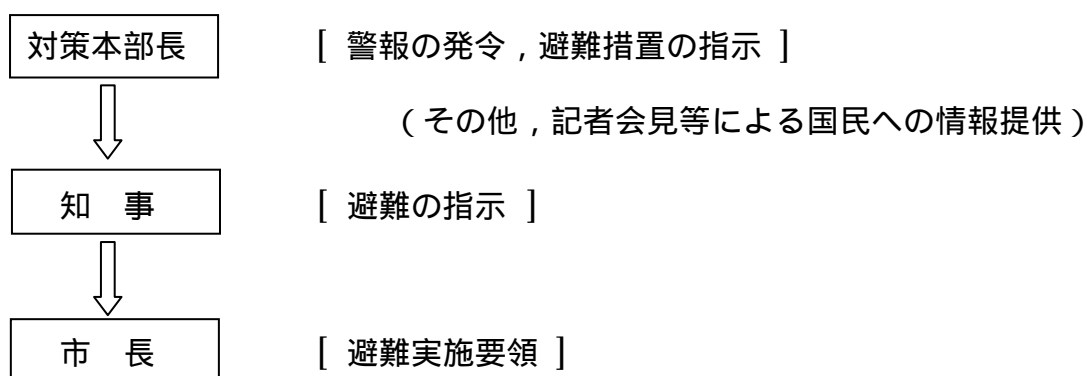 対策本部長 [ 警報の発令，避難措置の指示 ]
（その他，記者会見等による国民への情報提供）
知　事 [ 避難の指示 ]
市　長 [ 避難実施要領 ]